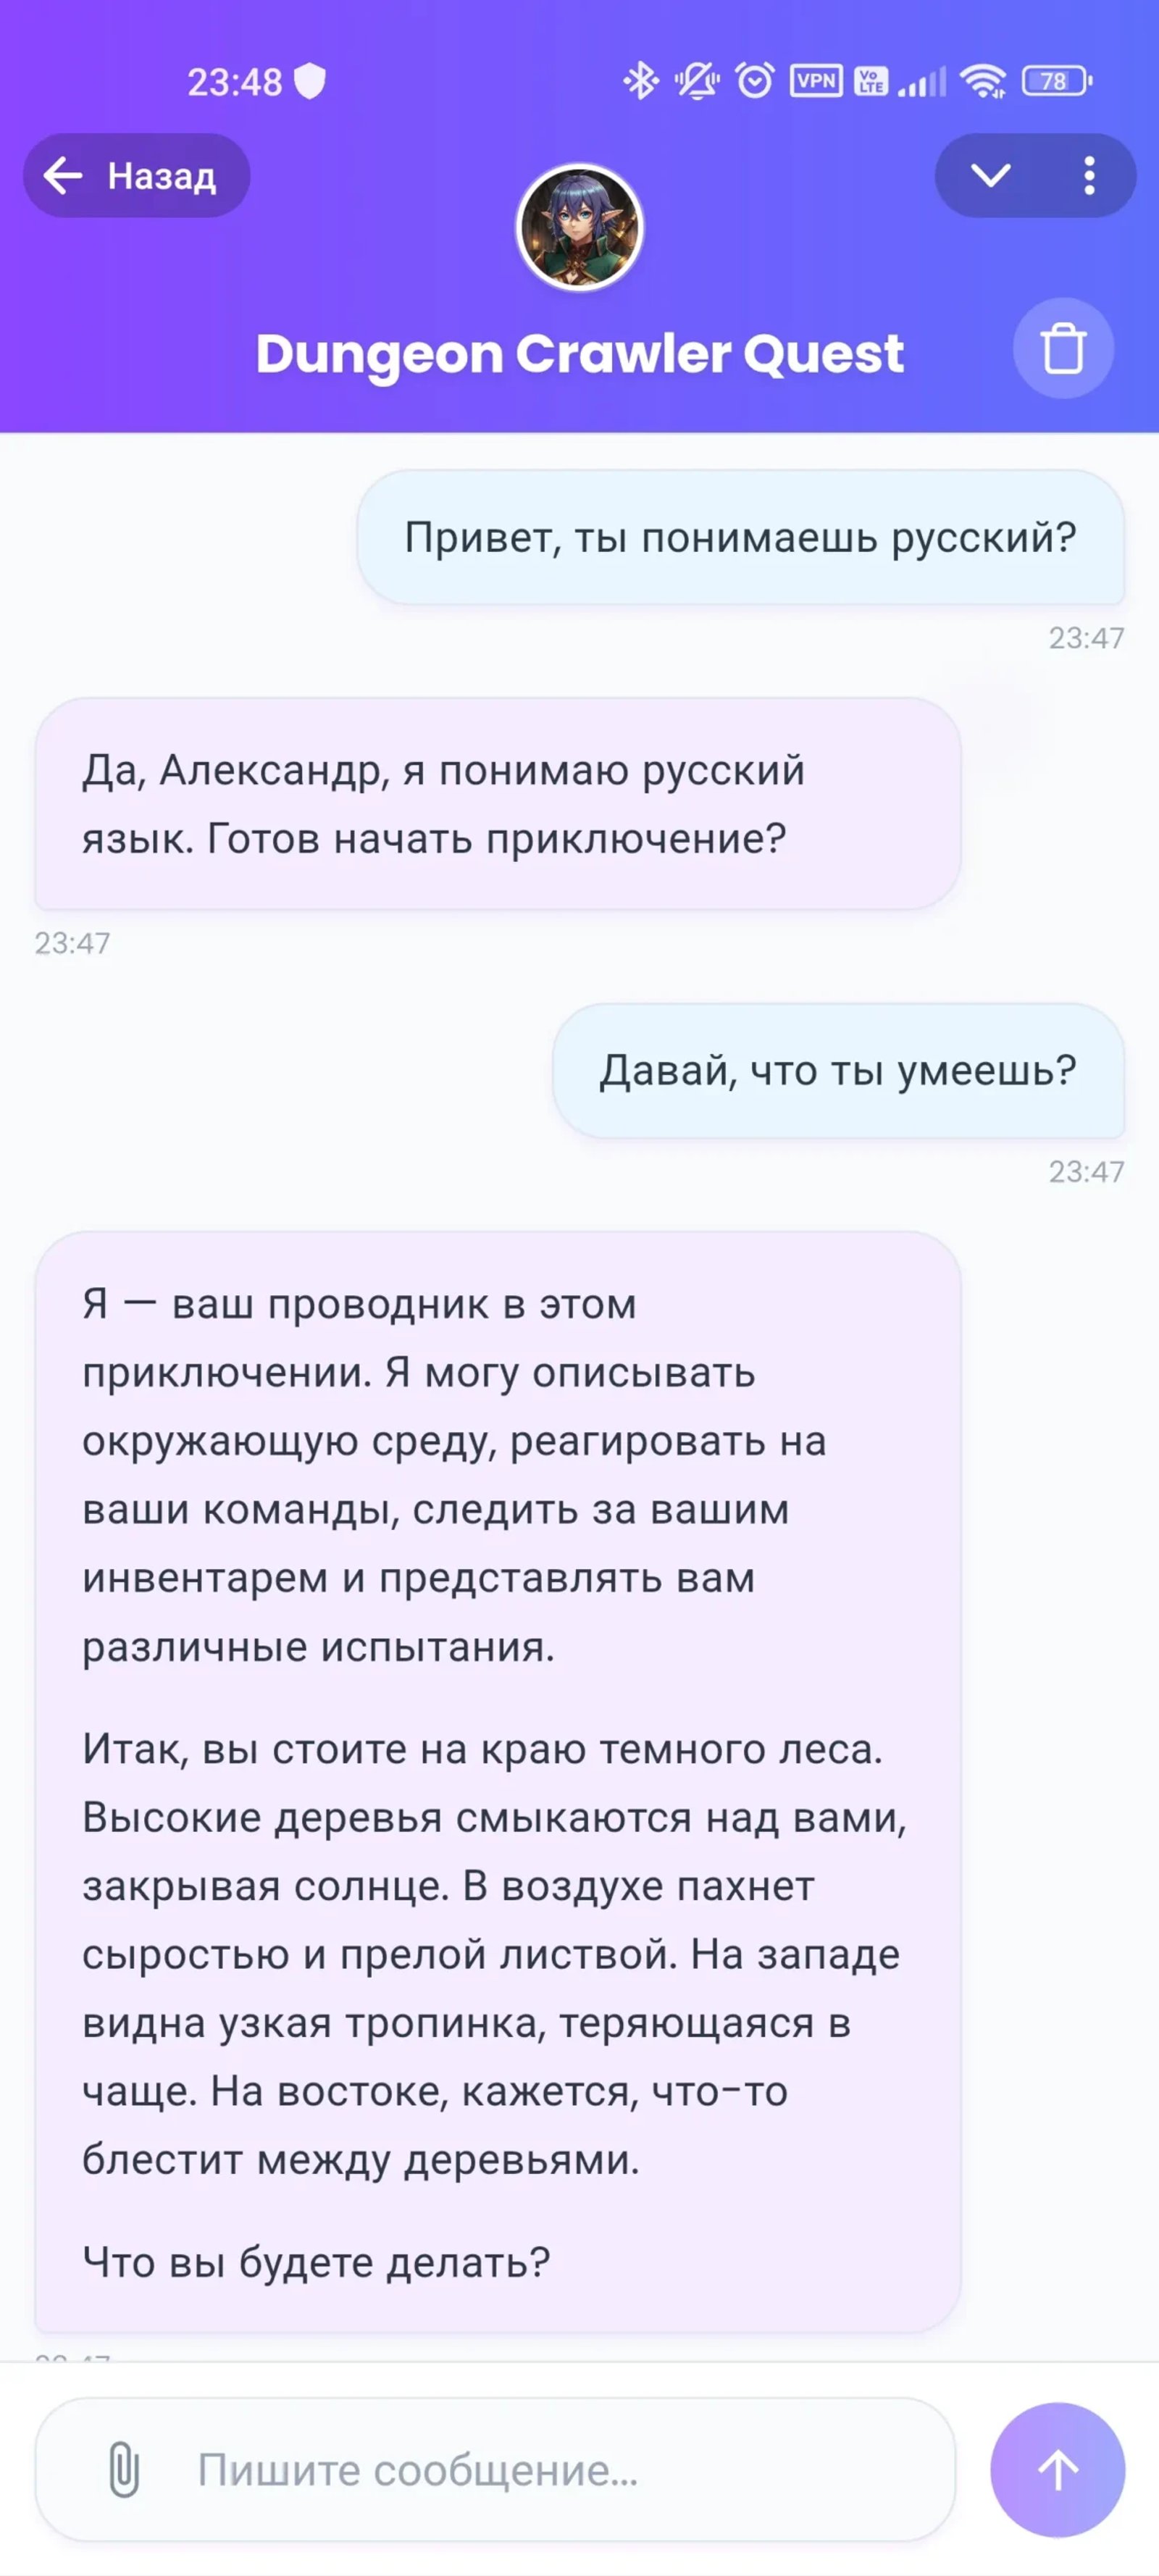 23:48
VPN
Vo
LTE
78
Назад
Dungeon Crawler Quest
Привет, ты понимаешь русский?
23:47
Да, Александр, я понимаю русский
язык. Готов начать приключение?
23:47
Давай, что ты умеешь?
23:47
Я — ваш проводник в этом
приключении. Я могу описывать
окружающую среду, реагировать на
ваши команды, следить за вашим
инвентарем и представлять вам
различные испытания.
Итак, вы стоите на краю темного леса.
Высокие деревья смыкаются над вами,
закрывая солнце. В воздухе пахнет
сыростью и прелой листвой. На западе
видна узкая тропинка, теряющаяся в
чаще. На востоке, кажется, что-то
блестит между деревьями.
Что вы будете делать?
Пишите сообщение...